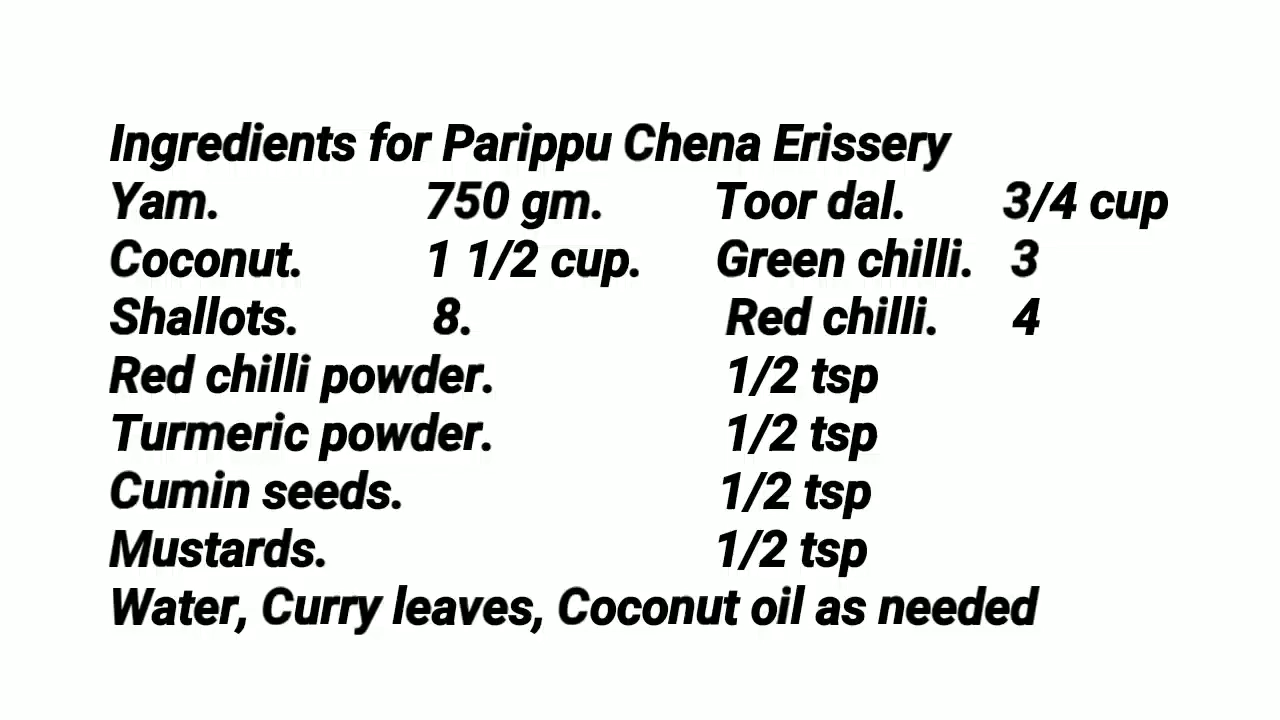 Ingredients for Parippu Chena Erissery
Yam. 750 gm. Toor dal. 3/4 cup
Coconut. 1 1/2 cup. Green chilli. 3
Shallots. 8. Red chilli. 4
Red chilli powder. 1/2 tsp
Turmeric powder. 1/2 tsp
Cumin seeds. 1/2 tsp
Mustards. 1/2 tsp
Water, Curry leaves, Coconut oil as needed